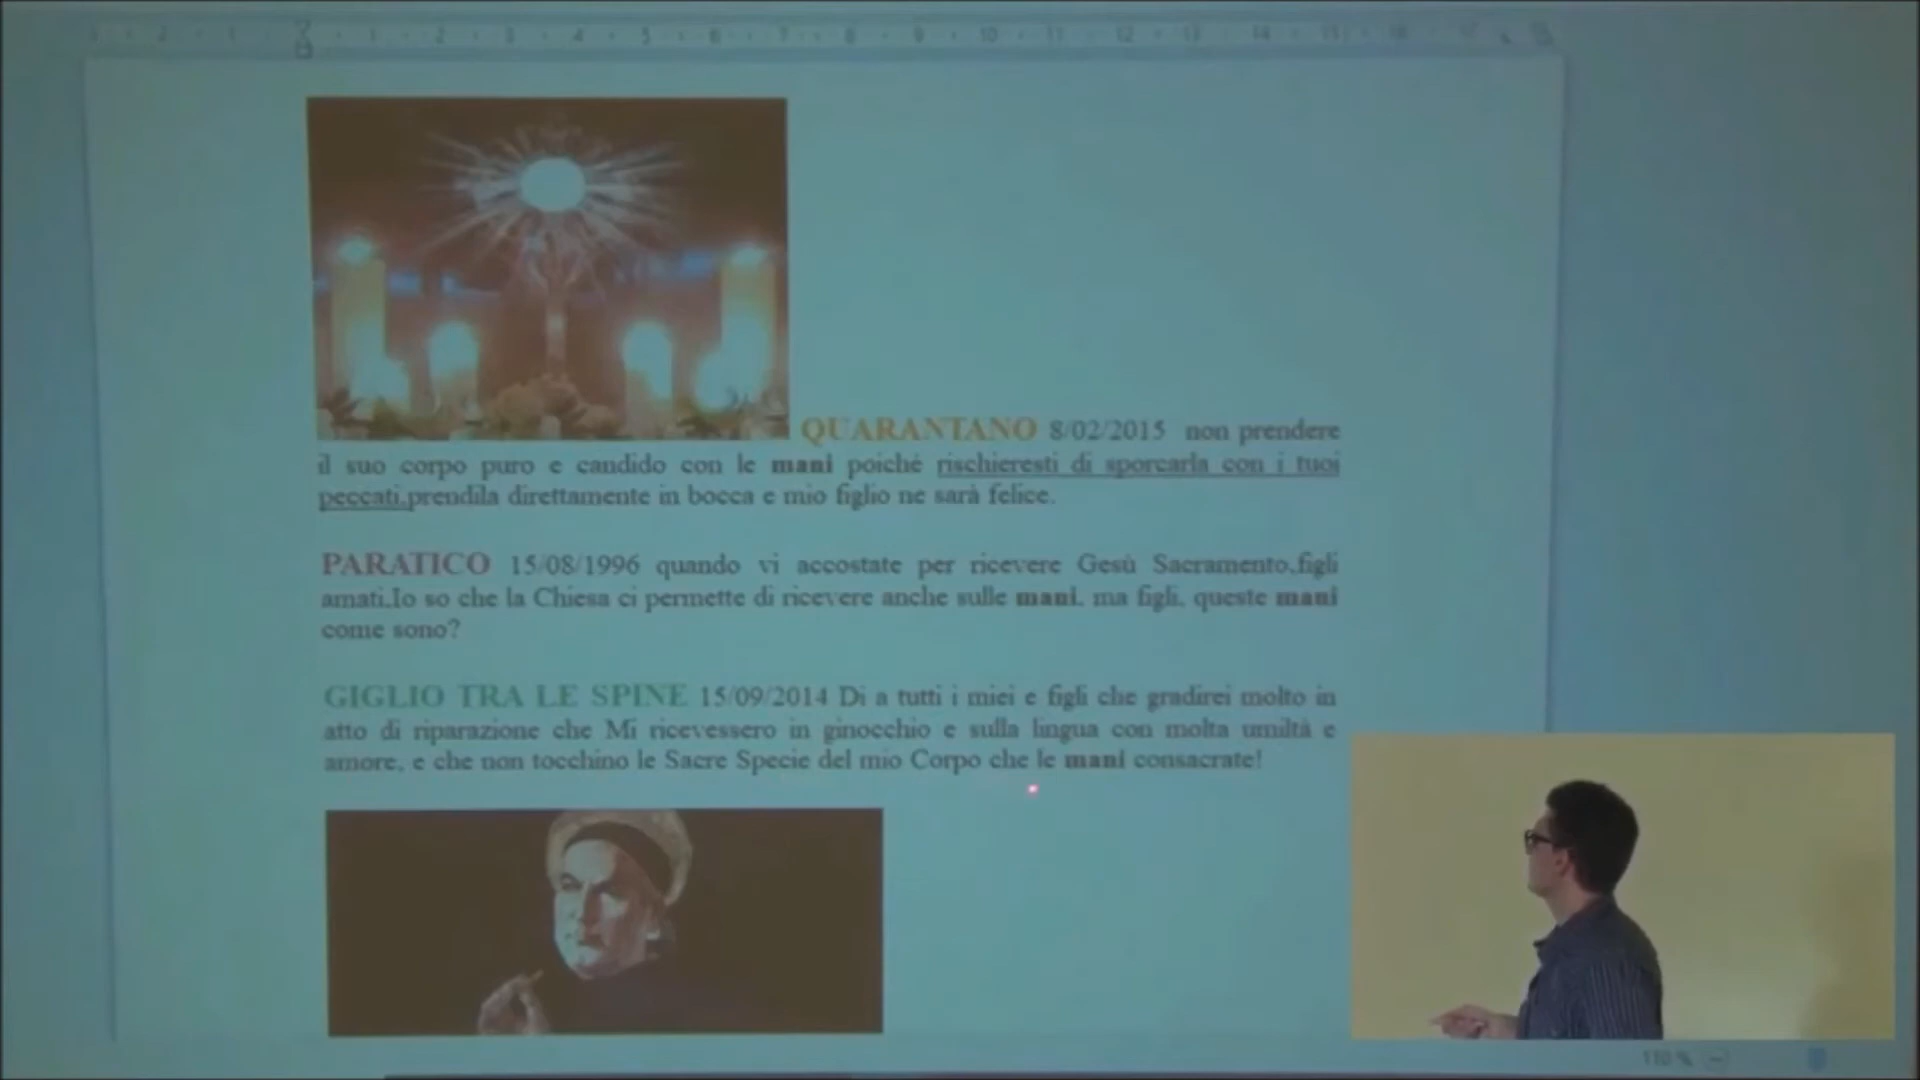 QUARANTANO 8/02/2015 non prendere
il suo corpo puro e candido con le mani poiché rischieresti di sporcarla con i tuoi
peccati,prendila direttamente in bocca e mio figlio ne sarà felice.
PARATICO 15/08/1996 quando vi accostate per ricevere Gesù Sacramento,figli
amati.Io so che la Chiesa ci permette di ricevere anche sulle mani, ma figli, queste mani
come sono?
GIGLIO TRA LE SPINE 15/09/2014 Di a tutti i miei e figli che gradirei molto in
atto di riparazione che Mi ricevessero in ginocchio e sulla lingua con molta umiltà e
amore, e che non tocchino le Sacre Specie del mio Corpo che le mani consacrate!
110 %